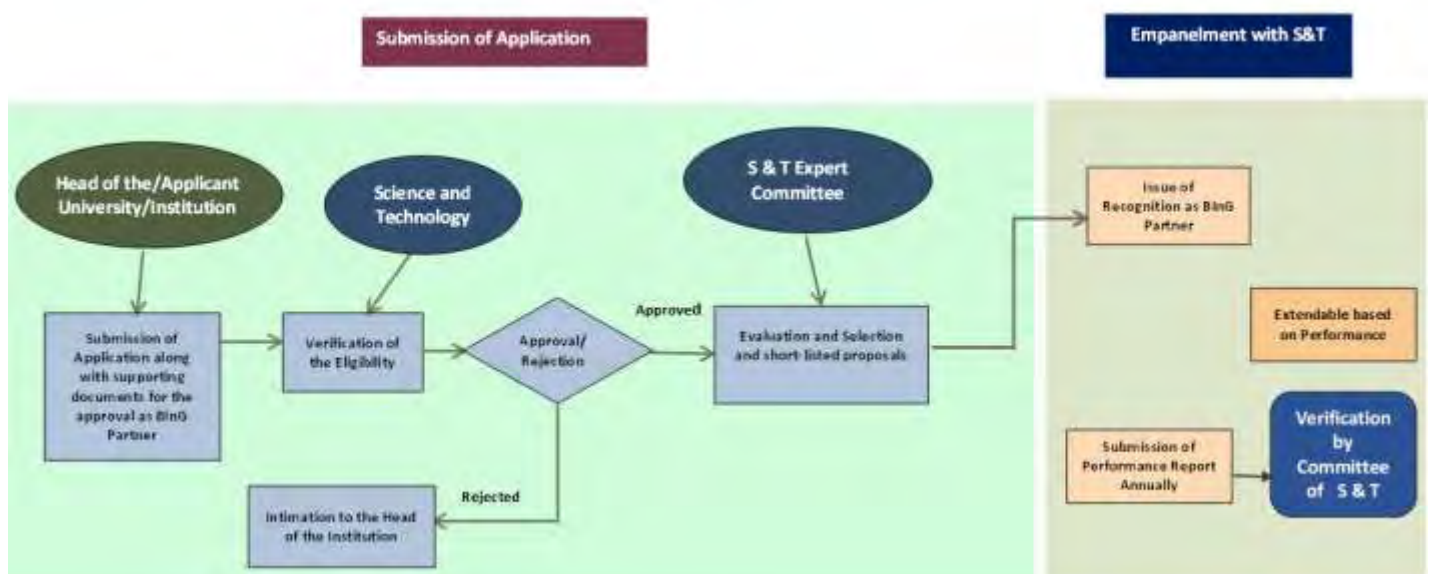 Submission of Application
Empanelment with S&T
Head of the/Applicant
University/Institution
Science and
Technology
S & T Expert
Committee
Issue of
Recognition as BInG
Partner
Submission of
Application along
with supporting
documents for the
approval as BInG
Partner
Verification of
the Eligibility
Approval/
Rejection
Approved
Evaluation and Selection
and short-listed proposals
Extendable based
on Performance
Rejected
Intimation to the Head
of the Institution
Submission of
Performance Report
Annually
Verification
by
Committee
of S & T